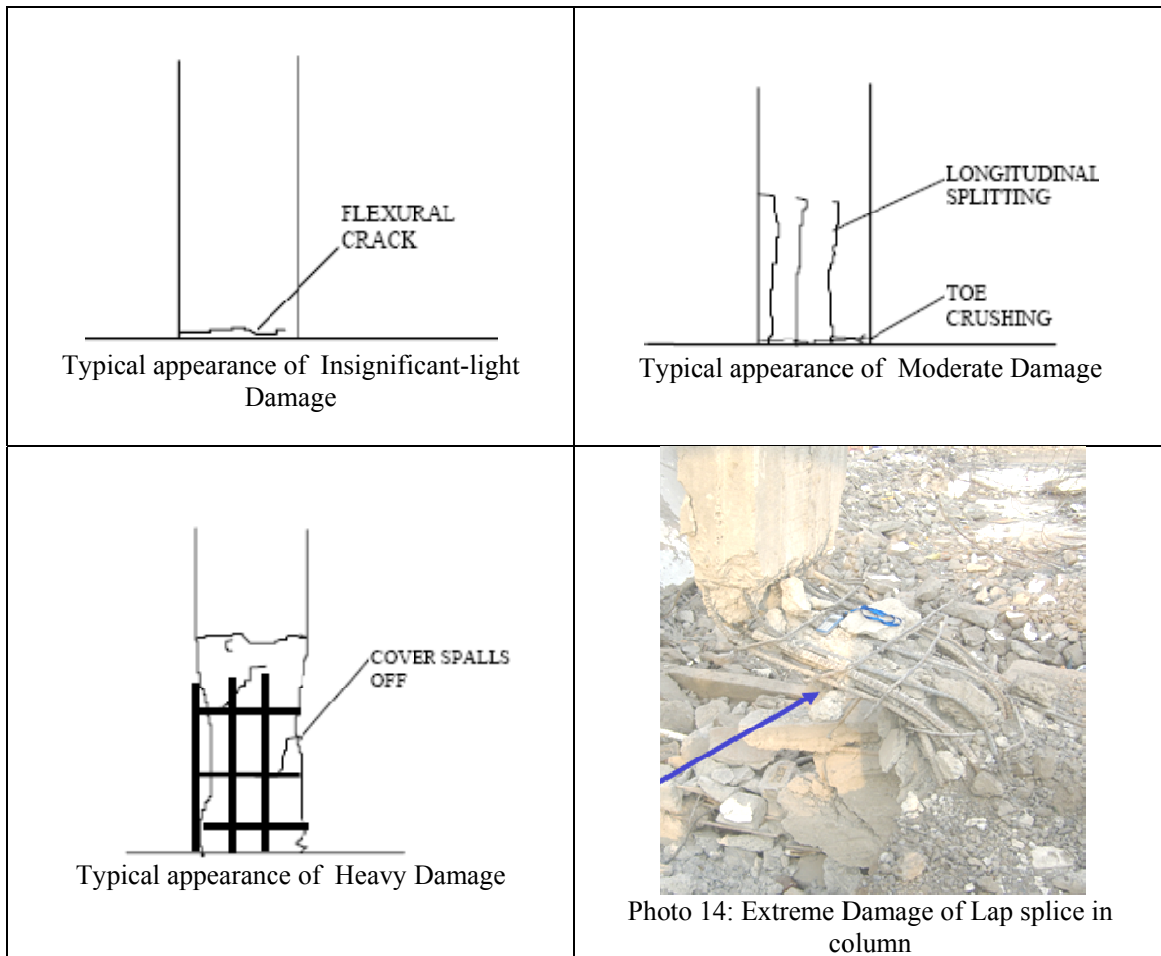 FLEXURAL
CRACK
Typical appearance of Insignificant-light
Damage
LONGITUDINAL
SPLITTING
TOE
CRUSHING
Typical appearance of Moderate Damage
COVER SPALLS
OFF
Typical appearance of Heavy Damage
Photo 14: Extreme Damage of Lap splice in
column